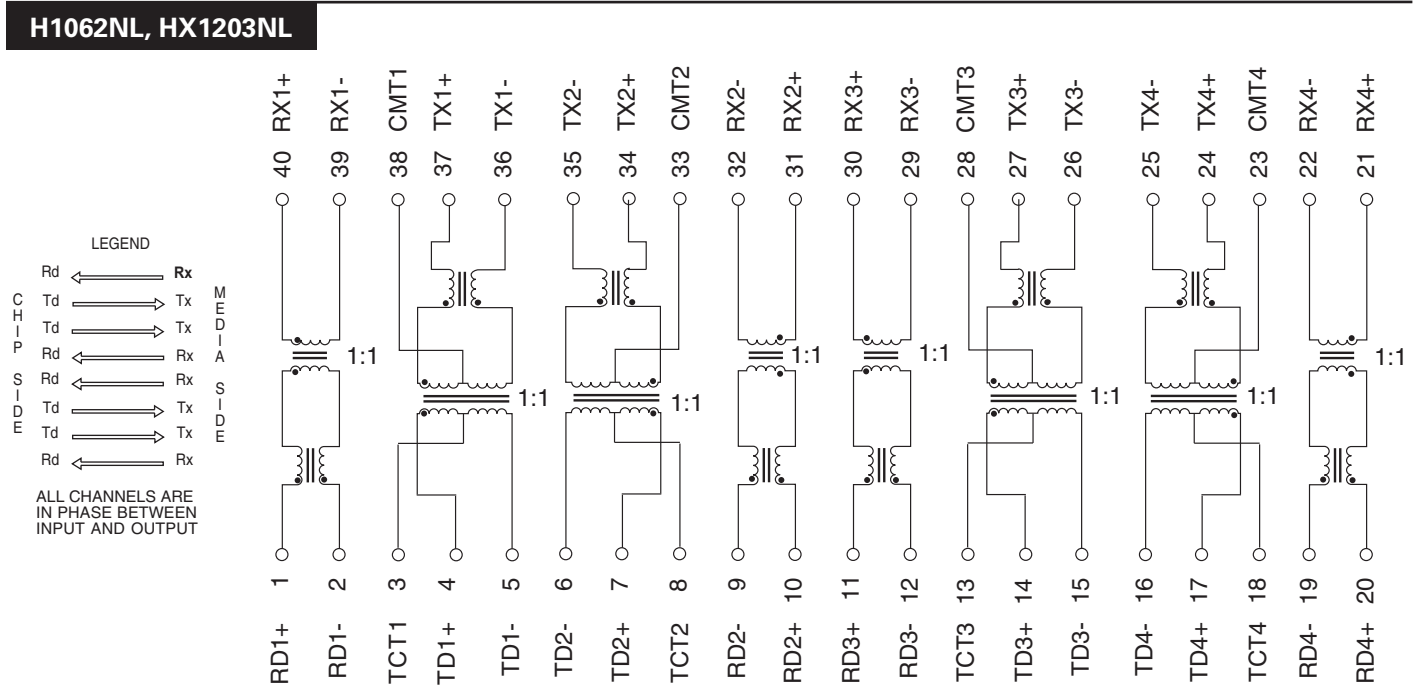 H1062NL, HX1203NL
RX1+ RX1- CMT1 TX1+ TX1- TX2- TX2+ CMT2 RX2- RX2+ RX3+ RX3- CMT3 TX3+ TX3- TX4- TX4+ CMT4 RX4- RX4+
40 39 38 37 36 35 34 33 32 31 30 29 28 27 26 25 24 23 22 21
LEGEND
CHIP SIDE
MEDIA SIDE
Rd Rx
Td Tx
Td Tx
Rd Rx
Rd Rx
Td Tx
Td Tx
Rd Rx
ALL CHANNELS ARE
IN PHASE BETWEEN
INPUT AND OUTPUT
1:1 1:1 1:1 1:1 1:1 1:1 1:1 1:1
1 2 3 4 5 6 7 8 9 10 11 12 13 14 15 16 17 18 19 20
RD1+ RD1- TCT1 TD1+ TD1- TD2- TD2+ TCT2 RD2- RD2+ RD3+ RD3- TCT3 TD3+ TD3- TD4- TD4+ TCT4 RD4- RD4+